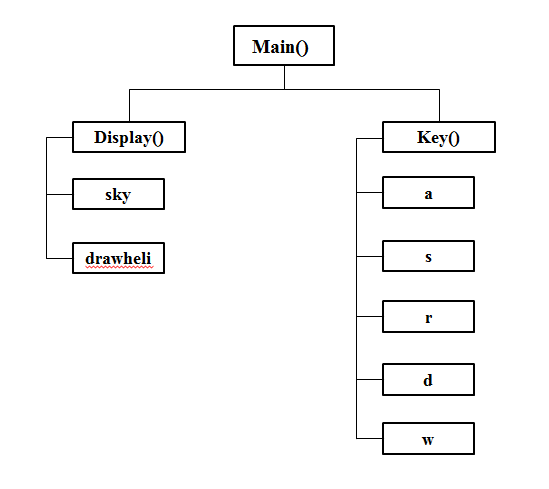 Main()
Display()
Key()
sky
a
drawheli
s
r
d
w